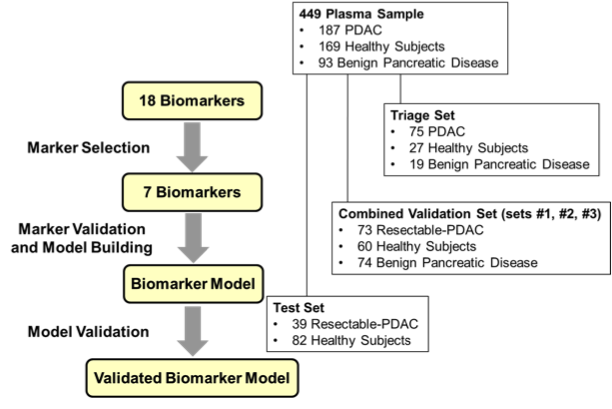 449 Plasma Sample
• 187 PDAC
• 169 Healthy Subjects
• 93 Benign Pancreatic Disease
18 Biomarkers
Triage Set
• 75 PDAC
• 27 Healthy Subjects
• 19 Benign Pancreatic Disease
Marker Selection
7 Biomarkers
Combined Validation Set (sets #1, #2, #3)
• 73 Resectable-PDAC
• 60 Healthy Subjects
• 74 Benign Pancreatic Disease
Marker Validation
and Model Building
Biomarker Model
Test Set
• 39 Resectable-PDAC
• 82 Healthy Subjects
Model Validation
Validated Biomarker Model